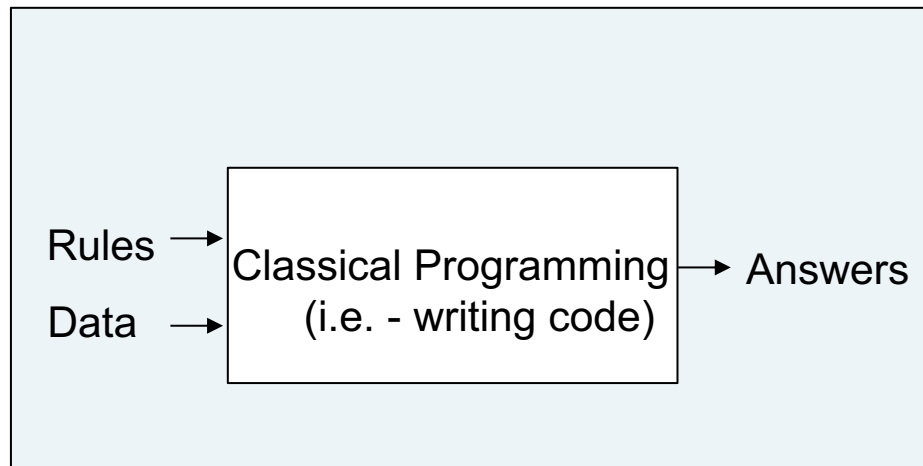 Rules
Data
Classical Programming
(i.e. - writing code)
Answers